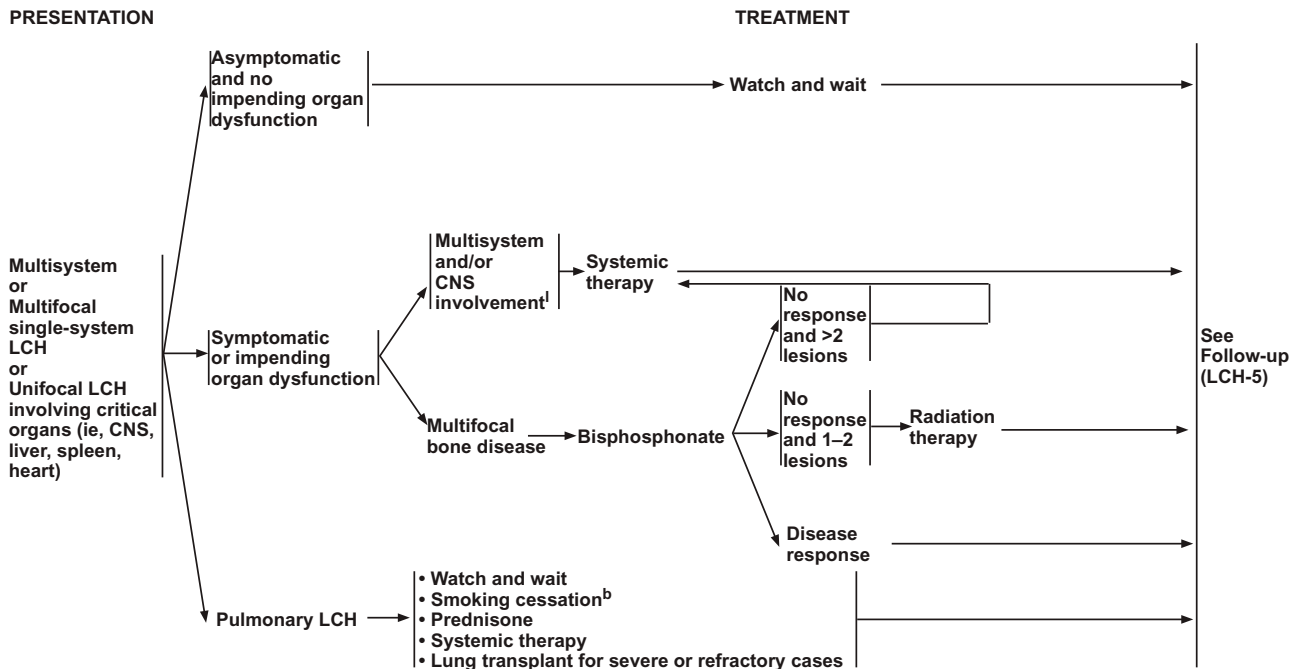 PRESENTATION
TREATMENT
Asymptomatic
and no
impending organ
dysfunction
Watch and wait
Multisystem
or
Multifocal
single-system
LCH
or
Unifocal LCH
involving critical
organs (ie, CNS,
liver, spleen,
heart)
Symptomatic
or impending
organ dysfunction
Multisystem
and/or
CNS
involvementˡ
Systemic
therapy
Multifocal
bone disease
Bisphosphonate
No
response
and >2
lesions
No
response
and 1–2
lesions
Radiation
therapy
Disease
response
Pulmonary LCH
• Watch and wait
• Smoking cessationᵇ
• Prednisone
• Systemic therapy
• Lung transplant for severe or refractory cases
See
Follow-up
(LCH-5)